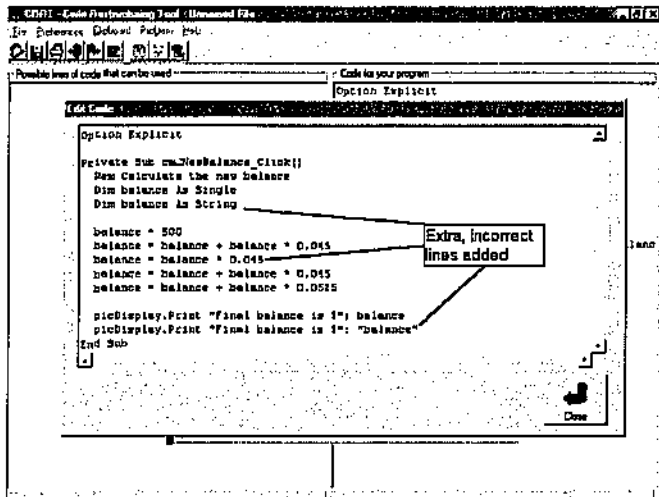 CORT - Code Restructuring Tool - Unnamed File
File Preferences Reload Picture Help
Possible lines of code that can be used
Code for your program
Option Explicit
Edit Code
Option Explicit
Private Sub cmdNewBalance_Click()
Rem Calculate the new balance
Dim balance As Single
Dim balance As String
balance = 500
balance = balance + balance * 0.045
balance = balance * 0.045
balance = balance + balance * 0.045
balance = balance + balance * 0.0525
picDisplay.Print "Final balance is $"; balance
picDisplay.Print "Final balance is $"; "balance"
End Sub
Extra, incorrect
lines added
Close